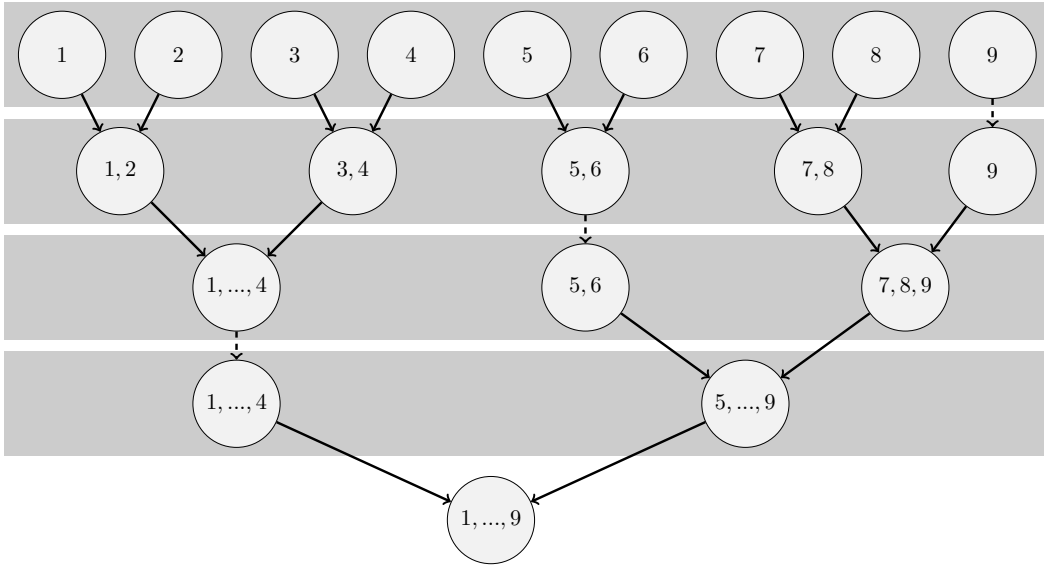 1 2 3 4 5 6 7 8 9
1, 2 3, 4 5, 6 7, 8 9
1, ..., 4 5, 6 7, 8, 9
1, ..., 4 5, ..., 9
1, ..., 9